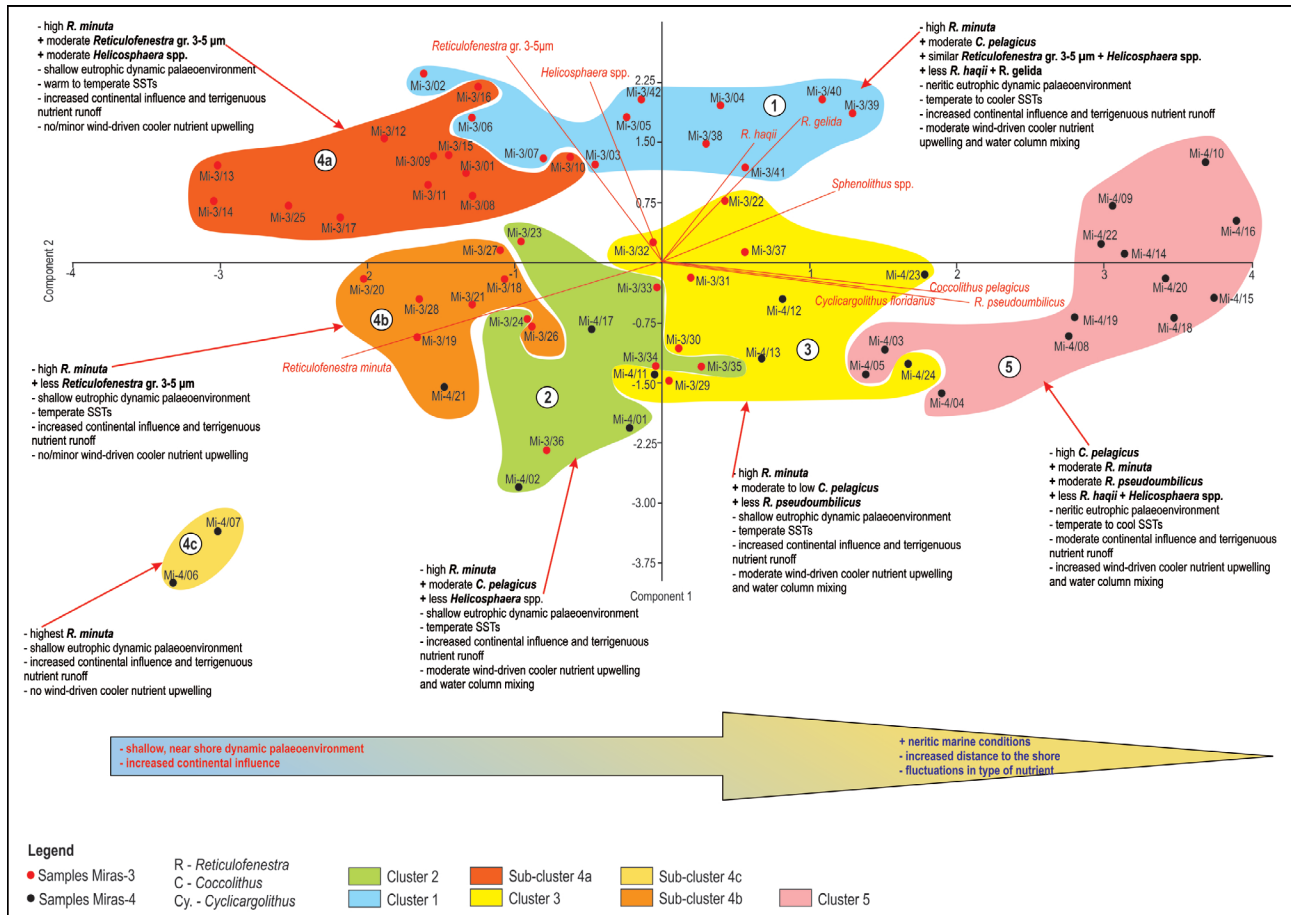 - high R. minuta
+ moderate Reticulofenestra gr. 3-5 µm
+ moderate Helicosphaera spp.
- shallow eutrophic dynamic palaeoenvironment
- warm to temperate SSTs
- increased continental influence and terrigenuous
nutrient runoff
- no/minor wind-driven cooler nutrient upwelling
Reticulofenestra gr. 3-5µm
Helicosphaera spp.
R. haqii
R. gelida
Sphenolithus spp.
Coccolithus pelagicus
Cyclicargolithus floridanus
R. pseudoumbilicus
Reticulofenestra minuta
- high R. minuta
+ moderate C. pelagicus
+ similar Reticulofenestra gr. 3-5 µm + Helicosphaera spp.
+ less R. haqii + R. gelida
- neritic eutrophic dynamic palaeoenvironment
- temperate to cooler SSTs
- increased continental influence and terrigenuous nutrient runoff
- moderate wind-driven cooler nutrient
upwelling and water column mixing
2.25
1.50
0.75
-0.75
-1.50
-2.25
-3.00
-3.75
-4
-3
-2
-1
1
2
3
4
Component 2
Component 1
Mi-3/02
Mi-3/16
Mi-3/06
Mi-3/07
Mi-3/10
Mi-3/03
Mi-3/42
Mi-3/05
Mi-3/04
Mi-3/38
Mi-3/41
Mi-3/40
Mi-3/39
1
Mi-3/12
Mi-3/15
Mi-3/09
Mi-3/01
Mi-3/11
Mi-3/08
Mi-3/13
Mi-3/14
Mi-3/25
Mi-3/17
4a
Mi-3/27
Mi-3/20
Mi-3/18
Mi-3/28
Mi-3/21
Mi-3/19
Mi-3/26
Mi-4/21
4b
Mi-3/23
Mi-3/24
Mi-4/17
Mi-3/34
Mi-3/35
Mi-4/01
Mi-3/36
Mi-4/02
2
Mi-3/22
Mi-3/32
Mi-3/37
Mi-3/33
Mi-3/31
Mi-4/23
Mi-4/12
Mi-3/30
Mi-4/13
Mi-4/11
Mi-3/29
Mi-4/24
3
Mi-4/10
Mi-4/09
Mi-4/16
Mi-4/22
Mi-4/14
Mi-4/20
Mi-4/15
Mi-4/19
Mi-4/18
Mi-4/08
Mi-4/03
Mi-4/05
Mi-4/04
5
Mi-4/07
4c
Mi-4/06
- high R. minuta
+ less Reticulofenestra gr. 3-5 µm
- shallow eutrophic dynamic palaeoenvironment
- temperate SSTs
- increased continental influence and terrigenuous
nutrient runoff
- no/minor wind-driven cooler nutrient upwelling
- highest R. minuta
- shallow eutrophic dynamic palaeoenvironment
- increased continental influence and terrigenuous
nutrient runoff
- no wind-driven cooler nutrient upwelling
- high R. minuta
+ moderate C. pelagicus
+ less Helicosphaera spp.
- shallow eutrophic dynamic palaeoenvironment
- temperate SSTs
- increased continental influence and terrigenuous
nutrient runoff
- moderate wind-driven cooler nutrient upwelling
and water column mixing
-high R. minuta
+ moderate to low C. pelagicus
+ less R. pseudoumbilicus
- shallow eutrophic dynamic palaeoenvironment
- temperate SSTs
- increased continental influence and terrigenuous
nutrient runoff
- moderate wind-driven cooler nutrient upwelling
and water column mixing
- high C. pelagicus
+ moderate R. minuta
+ moderate R. pseudoumbilicus
+ less R. haqii + Helicosphaera spp.
- neritic eutrophic palaeoenvironment
- temperate to cool SSTs
- moderate continental influence and terrigenuous
nutrient runoff
- increased wind-driven cooler nutrient upwelling
and water column mixing
- shallow, near shore dynamic palaeoenvironment
- increased continental influence
+ neritic marine conditions
- increased distance to the shore
- fluctuations in type of nutrient
Legend
Samples Miras-3
Samples Miras-4
R - Reticulofenestra
C - Coccolithus
Cy. - Cyclicargolithus
Cluster 2
Cluster 1
Sub-cluster 4a
Cluster 3
Sub-cluster 4c
Sub-cluster 4b
Cluster 5